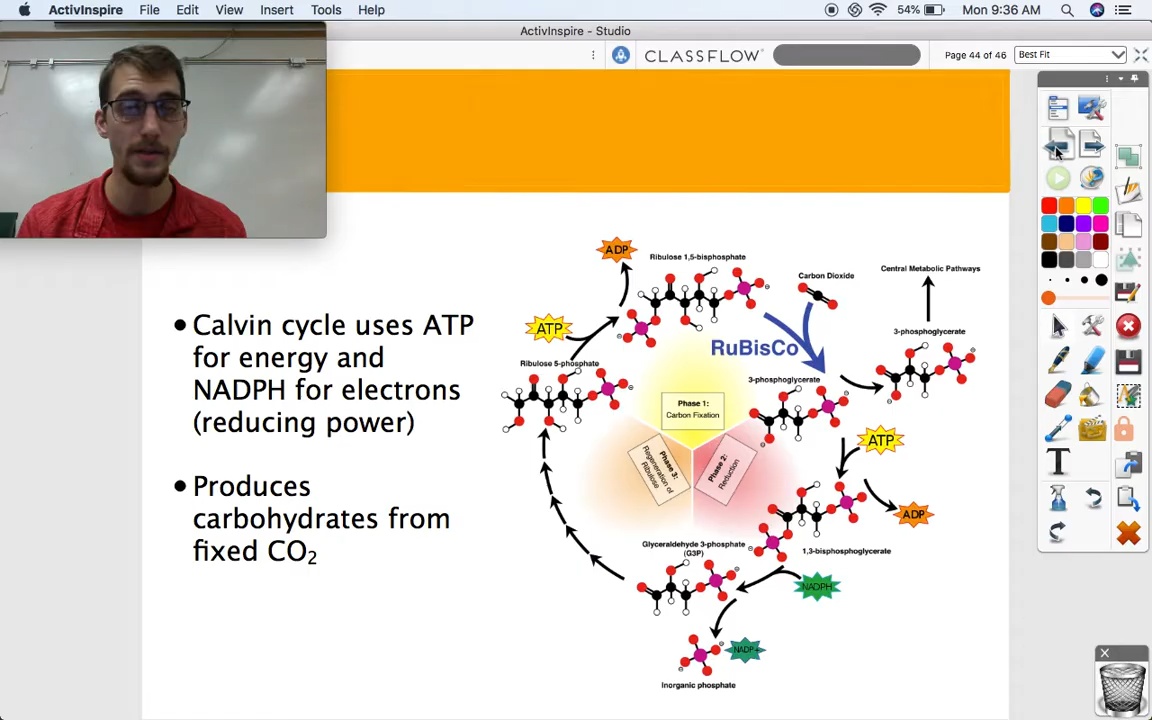 ActivInspire File Edit View Insert Tools Help 54% Mon 9:36 AM
ActivInspire - Studio
CLASSFLOW Page 44 of 46 Best Fit
Calvin cycle uses ATP
for energy and
NADPH for electrons
(reducing power)
Produces
carbohydrates from
fixed CO₂
ADP
Ribulose 1,5-bisphosphate
Carbon Dioxide
Central Metabolic Pathways
ATP
RuBisCo
3-phosphoglycerate
Ribulose 5-phosphate
3-phosphoglycerate
Phase 1:
Carbon Fixation
ATP
Phase 3:
Regeneration of
Ribulose
Phase 2:
Reduction
ADP
Glyceraldehyde 3-phosphate
(G3P)
1,3-bisphosphoglycerate
NADPH
NADP+
Inorganic phosphate
T